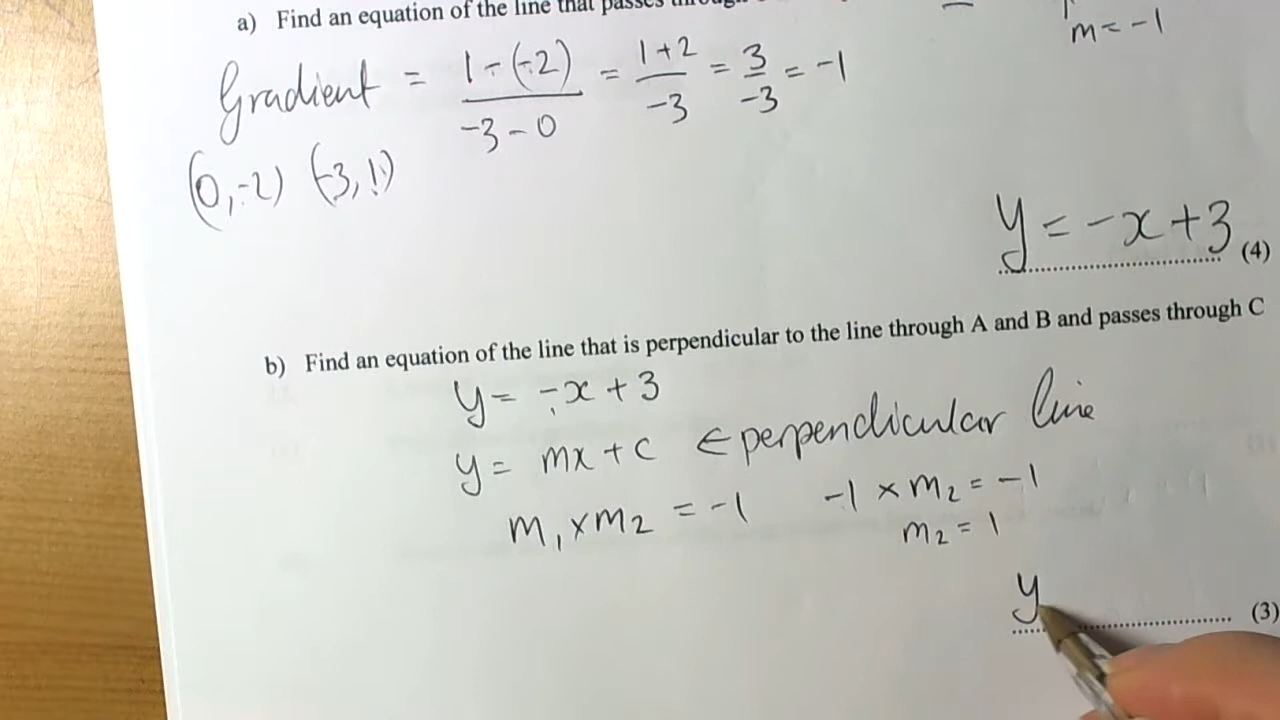 a) Find an equation of the line that passes through
m = -1
Gradient = 1 - (-2) / -3 - 0 = 1 + 2 / -3 = 3 / -3 = -1
(0, -2) (-3, 1)
y = -x + 3 (4)
b) Find an equation of the line that is perpendicular to the line through A and B and passes through C
y = -x + 3
y = mx + c ← perpendicular line
m₁ × m₂ = -1 -1 × m₂ = -1
m₂ = 1
y (3)